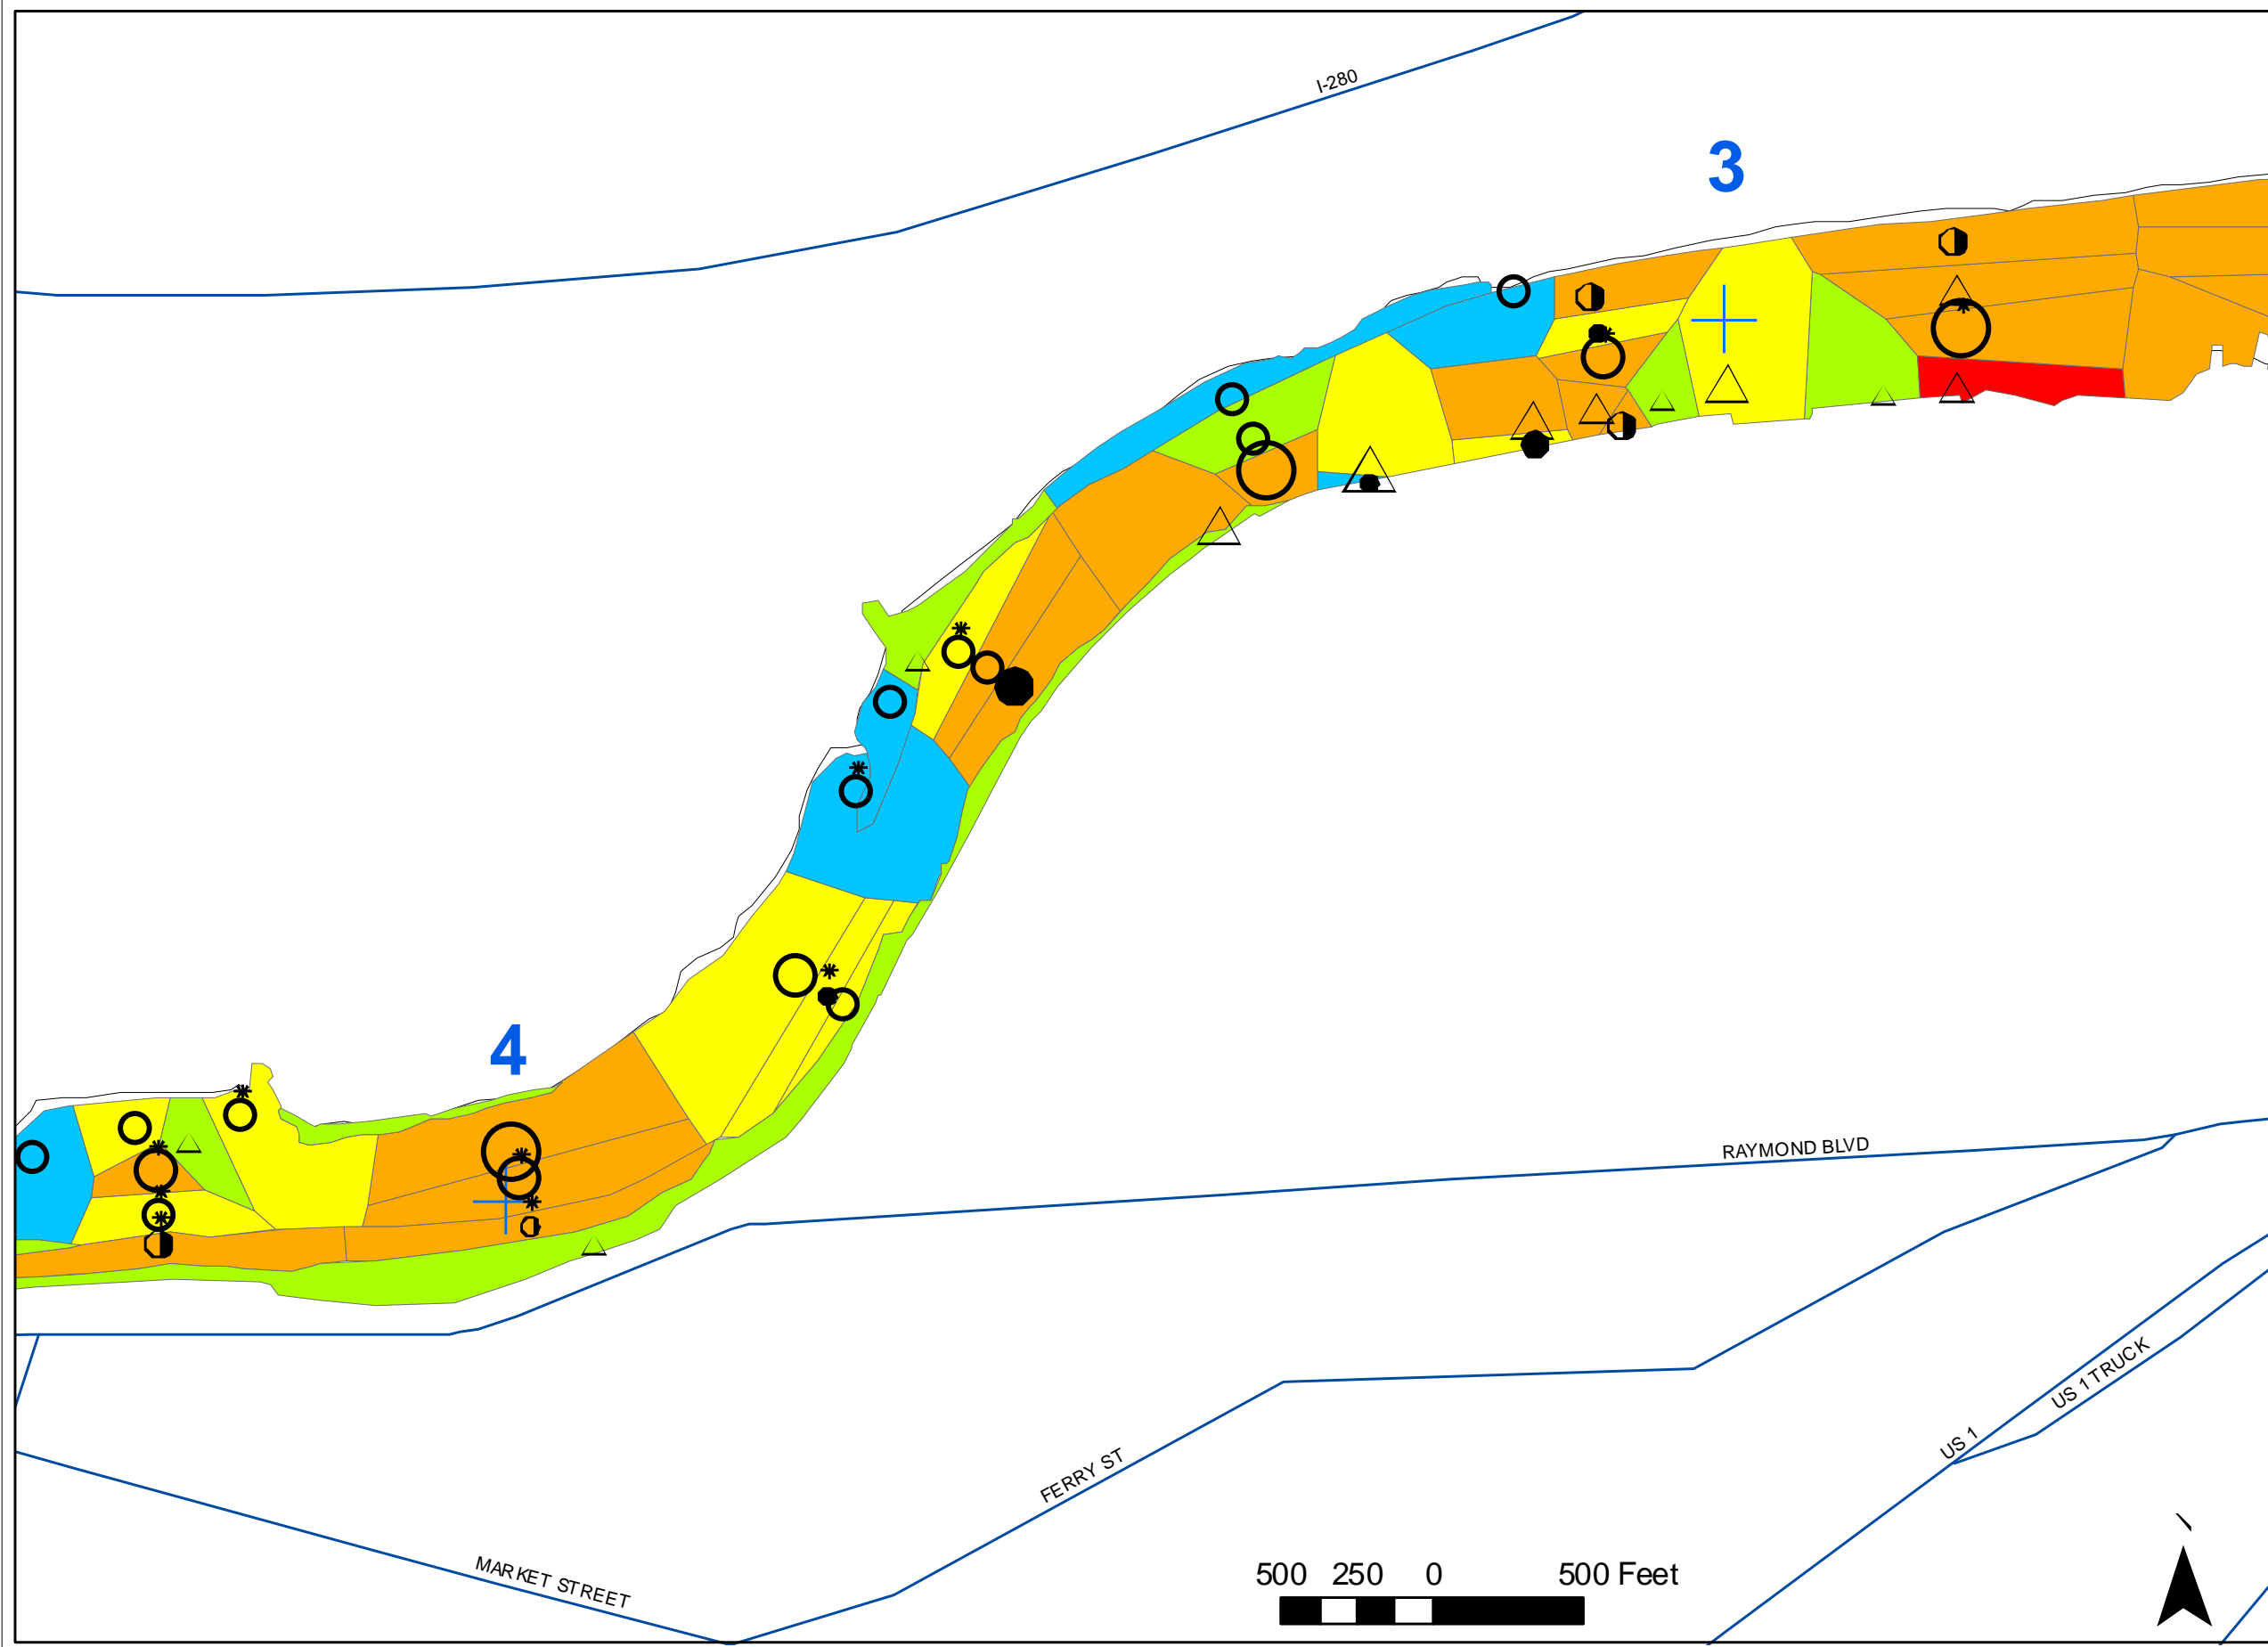 I-280
3
4
RAYMOND BLVD
US 1 TRUCK
US 1
FERRY ST
MARKET STREET
500 250 0 500 Feet